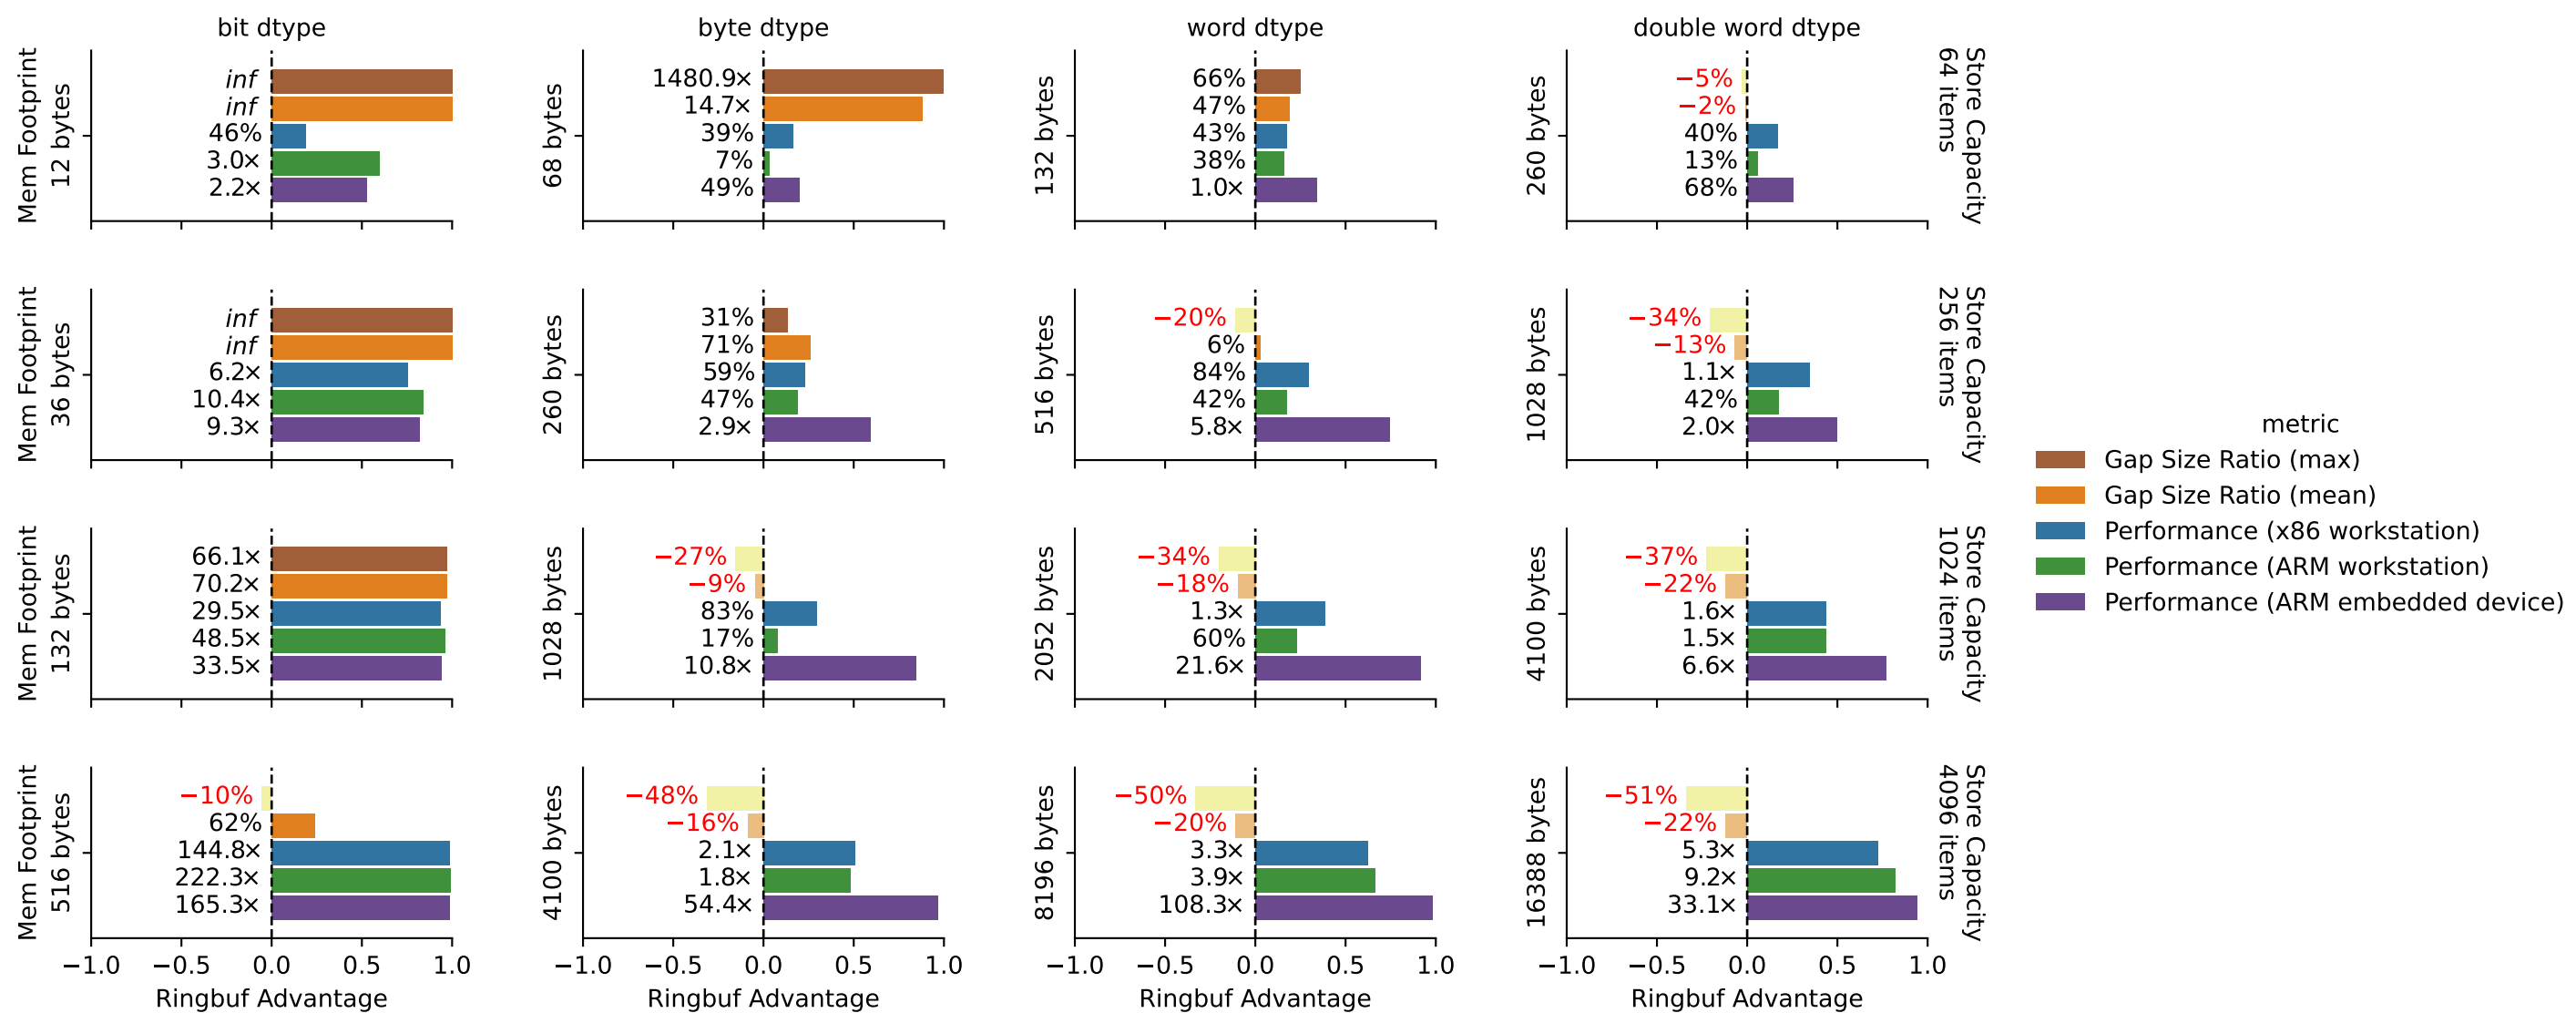 bit dtype
byte dtype
word dtype
double word dtype
Mem Footprint
12 bytes
inf
inf
46%
3.0×
2.2×
68 bytes
1480.9×
14.7×
39%
7%
49%
132 bytes
66%
47%
43%
38%
1.0×
260 bytes
−5%
−2%
40%
13%
68%
Store Capacity
64 items
Mem Footprint
36 bytes
inf
inf
6.2×
10.4×
9.3×
260 bytes
31%
71%
59%
47%
2.9×
516 bytes
−20%
6%
84%
42%
5.8×
1028 bytes
−34%
−13%
1.1×
42%
2.0×
Store Capacity
256 items
Mem Footprint
132 bytes
66.1×
70.2×
29.5×
48.5×
33.5×
1028 bytes
−27%
−9%
83%
17%
10.8×
2052 bytes
−34%
−18%
1.3×
60%
21.6×
4100 bytes
−37%
−22%
1.6×
1.5×
6.6×
Store Capacity
1024 items
Mem Footprint
516 bytes
−10%
62%
144.8×
222.3×
165.3×
4100 bytes
−48%
−16%
2.1×
1.8×
54.4×
8196 bytes
−50%
−20%
3.3×
3.9×
108.3×
16388 bytes
−51%
−22%
5.3×
9.2×
33.1×
Store Capacity
4096 items
−1.0 −0.5 0.0 0.5 1.0
Ringbuf Advantage
−1.0 −0.5 0.0 0.5 1.0
Ringbuf Advantage
−1.0 −0.5 0.0 0.5 1.0
Ringbuf Advantage
−1.0 −0.5 0.0 0.5 1.0
Ringbuf Advantage
metric
Gap Size Ratio (max)
Gap Size Ratio (mean)
Performance (x86 workstation)
Performance (ARM workstation)
Performance (ARM embedded device)